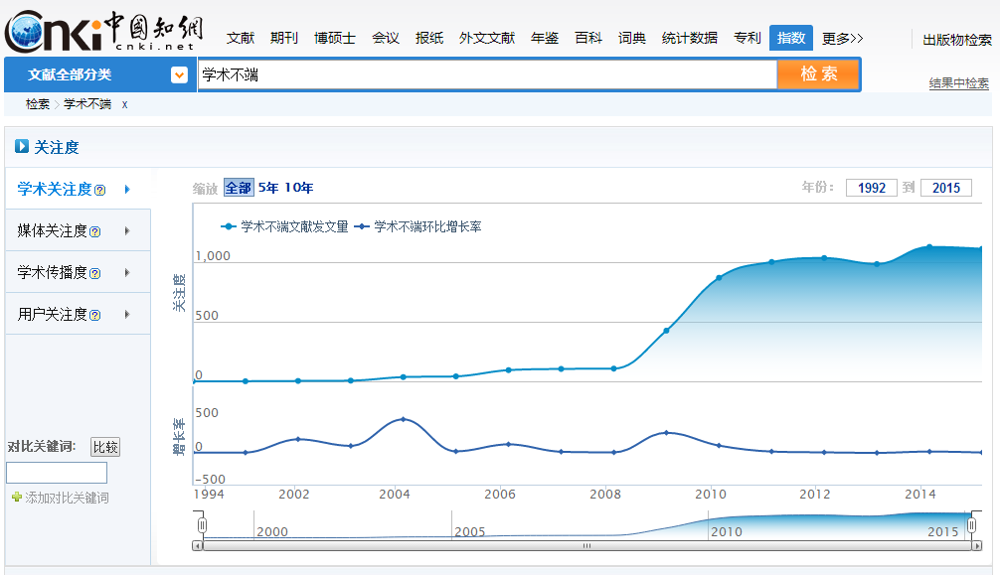 Cnki 中国知网
cnki.net
文献 期刊 博硕士 会议 报纸 外文文献 年鉴 百科 词典 统计数据 专利 指数 更多>> 出版物检索
文献全部分类 学术不端 检索 结果中检索
检索 > 学术不端 x
关注度
学术关注度?
媒体关注度?
学术传播度?
用户关注度?
对比关键词: 比较
添加对比关键词
缩放 全部 5年 10年 年份: 1992 到 2015
学术不端文献发文量 学术不端环比增长率
关注度
1,000
500
0
增长率
500
0
-500
1994 2002 2004 2006 2008 2010 2012 2014
2000 2005 2010 2015